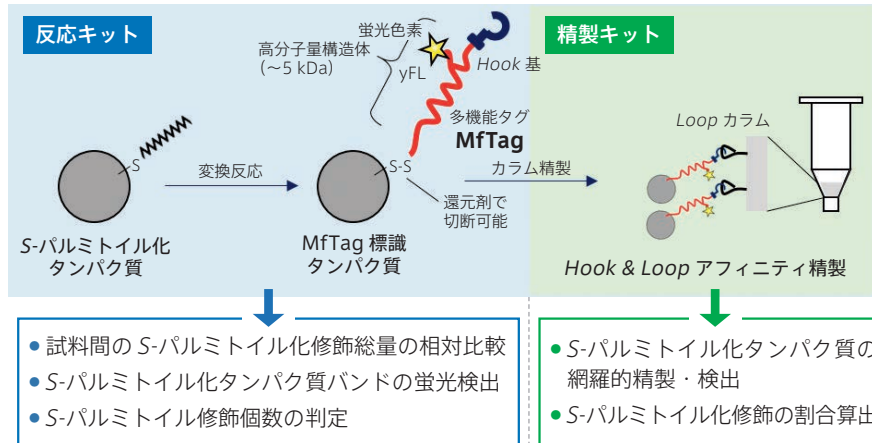 反応キット
精製キット
蛍光色素
高分子量構造体
(～5 kDa)
yFL
Hook 基
多機能タグ
MfTag
Loop カラム
S
変換反応
S-S
カラム精製
還元剤で
切断可能
S-パルミトイル化
タンパク質
MfTag 標識
タンパク質
Hook & Loop アフィニティ精製
• 試料間の S-パルミトイル化修飾総量の相対比較
• S-パルミトイル化タンパク質バンドの蛍光検出
• S-パルミトイル修飾個数の判定
• S-パルミトイル化タンパク質の
網羅的精製・検出
• S-パルミトイル化修飾の割合算出